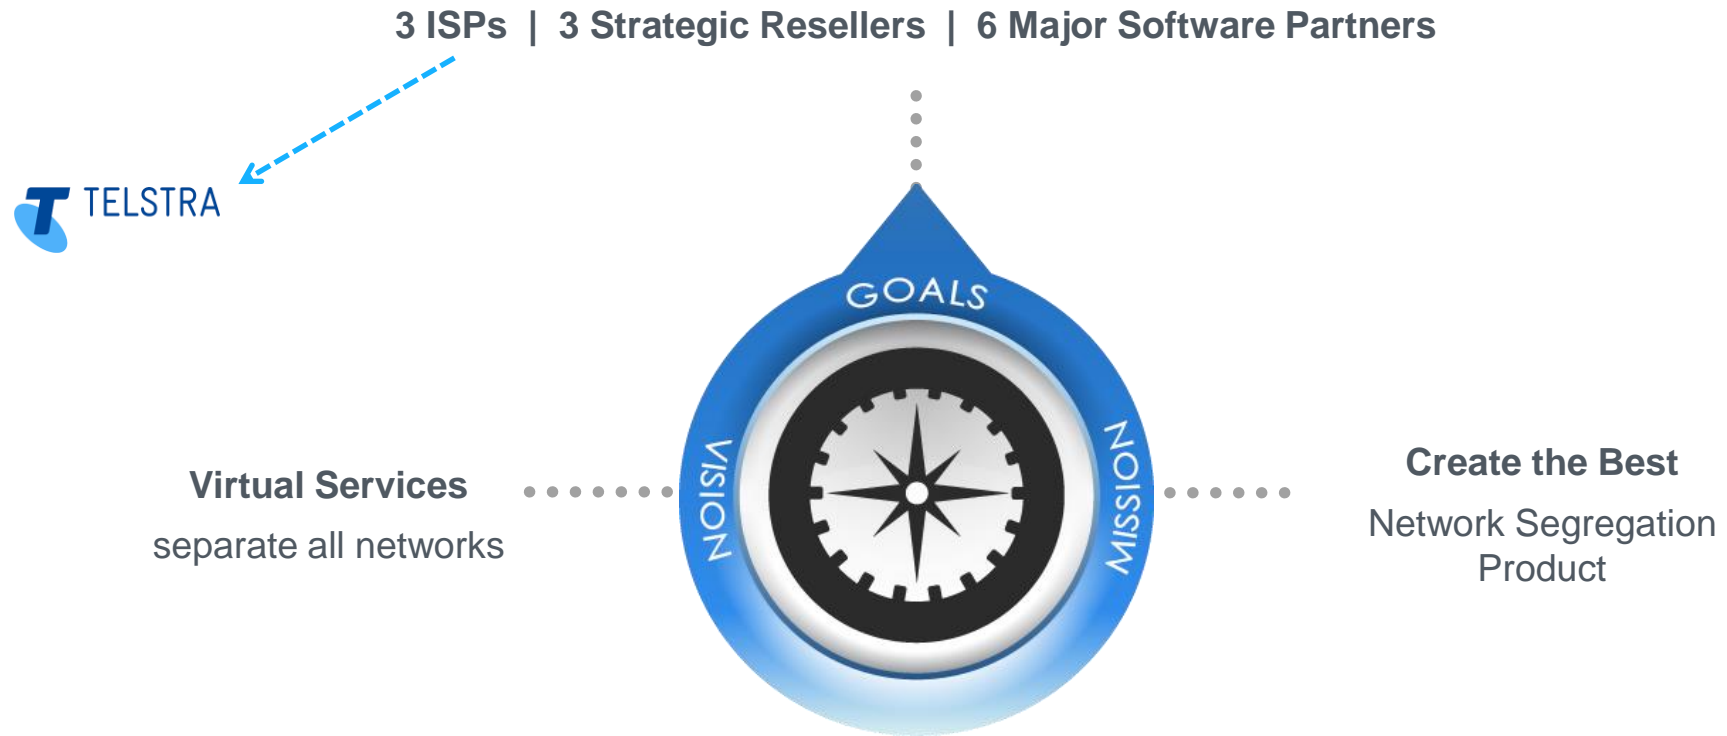 3 ISPs | 3 Strategic Resellers | 6 Major Software Partners
TELSTRA
GOALS
VISION
MISSION
Virtual Services
separate all networks
Create the Best
Network Segregation
Product